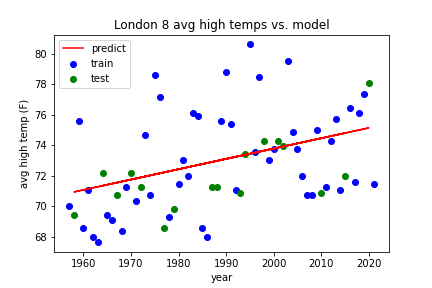 London 8 avg high temps vs. model
predict
train
test
80
78
76
74
72
70
68
avg high temp (F)
1960 1970 1980 1990 2000 2010 2020
year